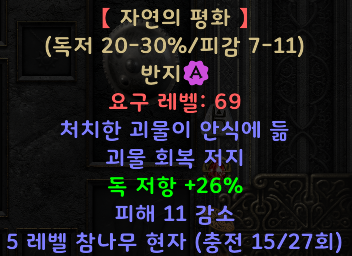 【 자연의 평화 】
(독저 20-30%/피감 7-11)
반지 A
요구 레벨: 69
처치한 괴물이 안식에 듦
괴물 회복 저지
독 저항 +26%
피해 11 감소
5 레벨 참나무 현자 (충전 15/27회)